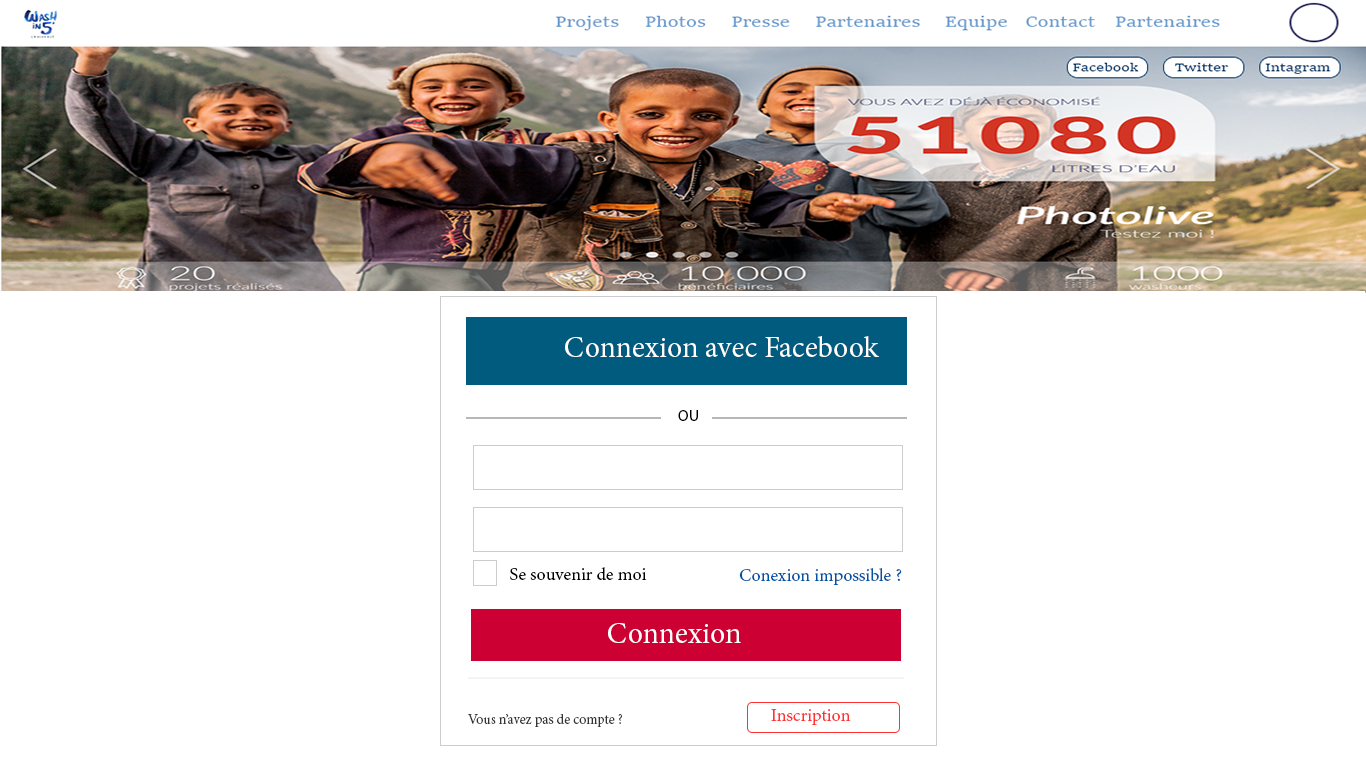 WASH
iN
5'
Projets Photos Presse Partenaires Equipe Contact Partenaires
Facebook Twitter Intagram
VOUS AVEZ DÉJÀ ÉCONOMISÉ
51080
LITRES D'EAU
Photolive
Testez moi !
20
projets réalisés
10 000
bénéficiaires
1000
washeurs
Connexion avec Facebook
OU
Se souvenir de moi
Conexion impossible ?
Connexion
Vous n'avez pas de compte ?
Inscription